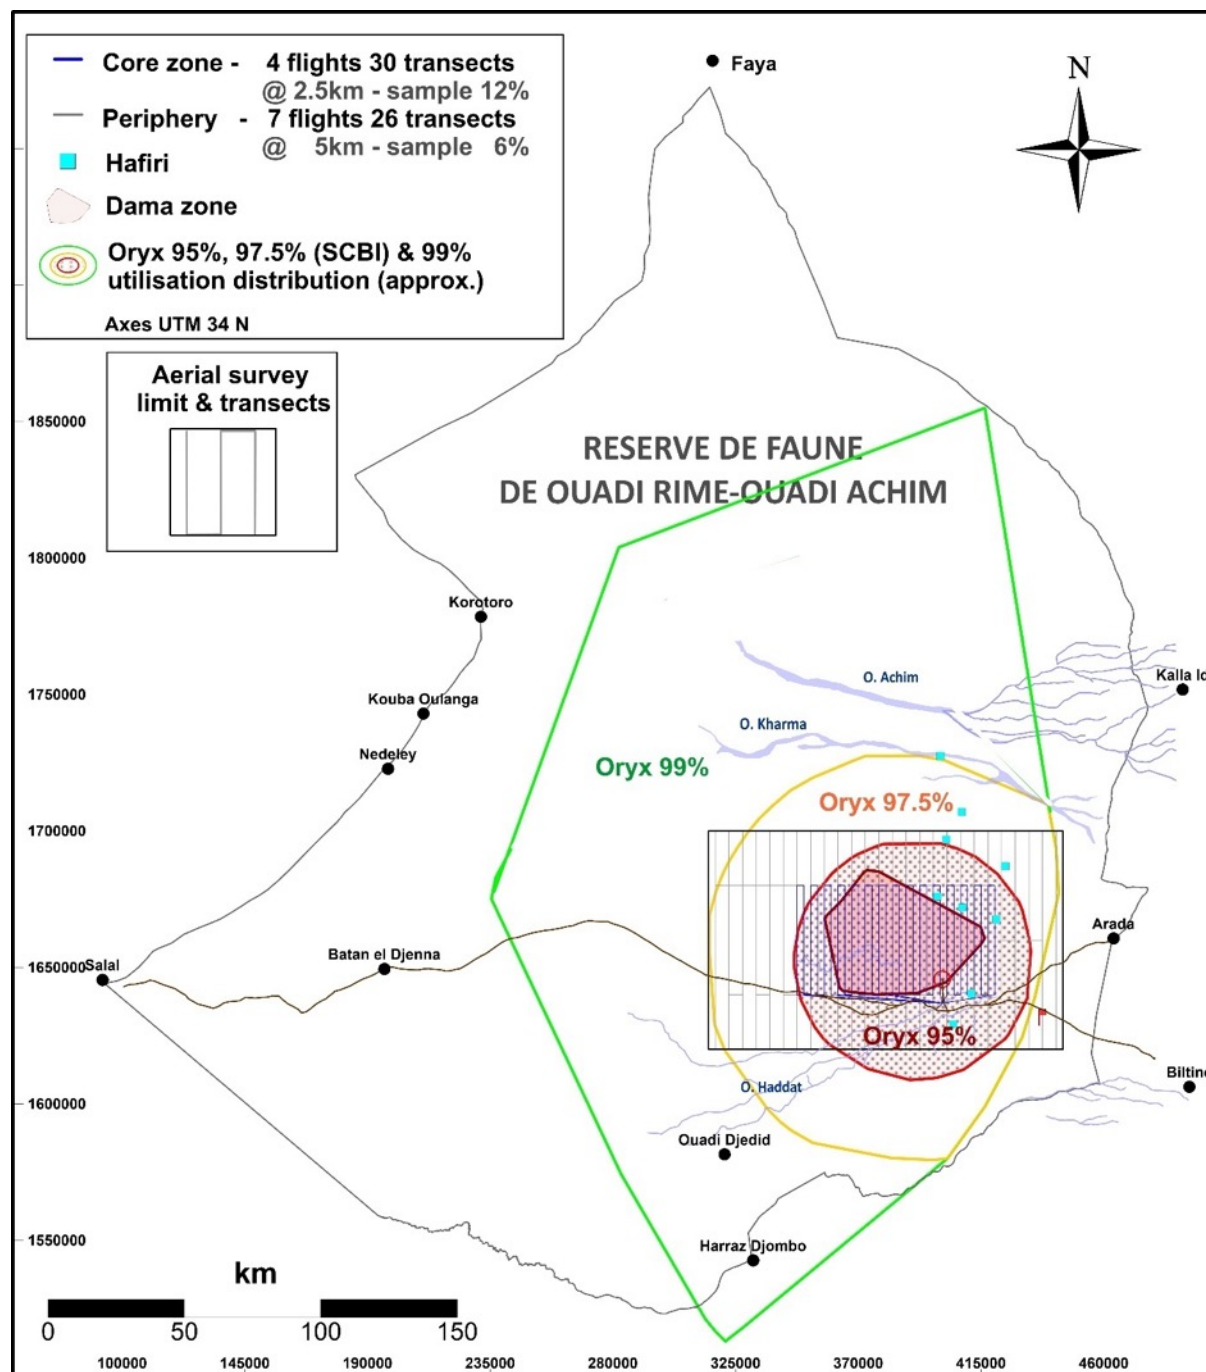 Faya
N
Core zone - 4 flights 30 transects
@ 2.5km - sample 12%
Periphery - 7 flights 26 transects
@ 5km - sample 6%
Hafiri
Dama zone
Oryx 95%, 97.5% (SCBI) & 99%
utilisation distribution (approx.)
Axes UTM 34 N
Aerial survey
limit & transects
1850000
RESERVE DE FAUNE
DE OUADI RIME-OUADI ACHIM
1800000
Korotoro
1750000
O. Achim
Kalla Id
Kouba Oulanga
O. Kharma
Nedeley
Oryx 99%
Oryx 97.5%
1700000
Arada
Batan el Djenna
Salal
1650000
Oryx 95%
Biltine
O. Haddat
1600000
Ouadi Djedid
1550000
Harraz Djombo
km
0 50 100 150
100000 145000 190000 235000 280000 325000 370000 415000 460000